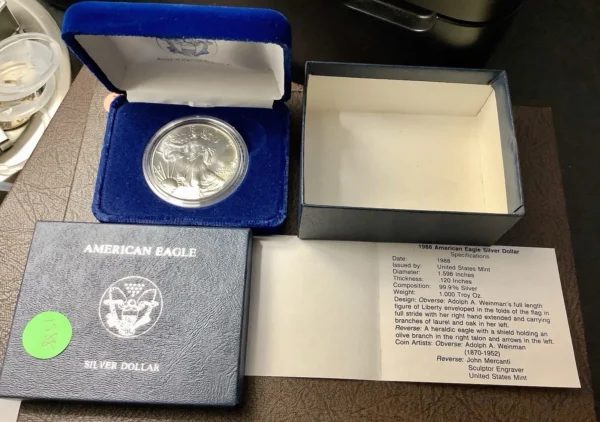 AMERICAN EAGLE
SILVER DOLLAR
1988 American Eagle Silver Dollar
Specifications
Date: 1988
Issued by: United States Mint
Diameter: 1.598 Inches
Thickness: .120 Inches
Composition: 99.9% Silver
Weight: 1.000 Troy Oz.
Design: Obverse: Adolph A. Weinman's full length
figure of Liberty enveloped in the folds of the flag in
full stride with her right hand extended and carrying
branches of laurel and oak in her left.
Reverse: A heraldic eagle with a shield holding an
olive branch in the right talon and arrows in the left.
Coin Artists: Obverse: Adolph A. Weinman
(1870-1952)
Reverse: John Mercanti
Sculptor Engraver
United States Mint